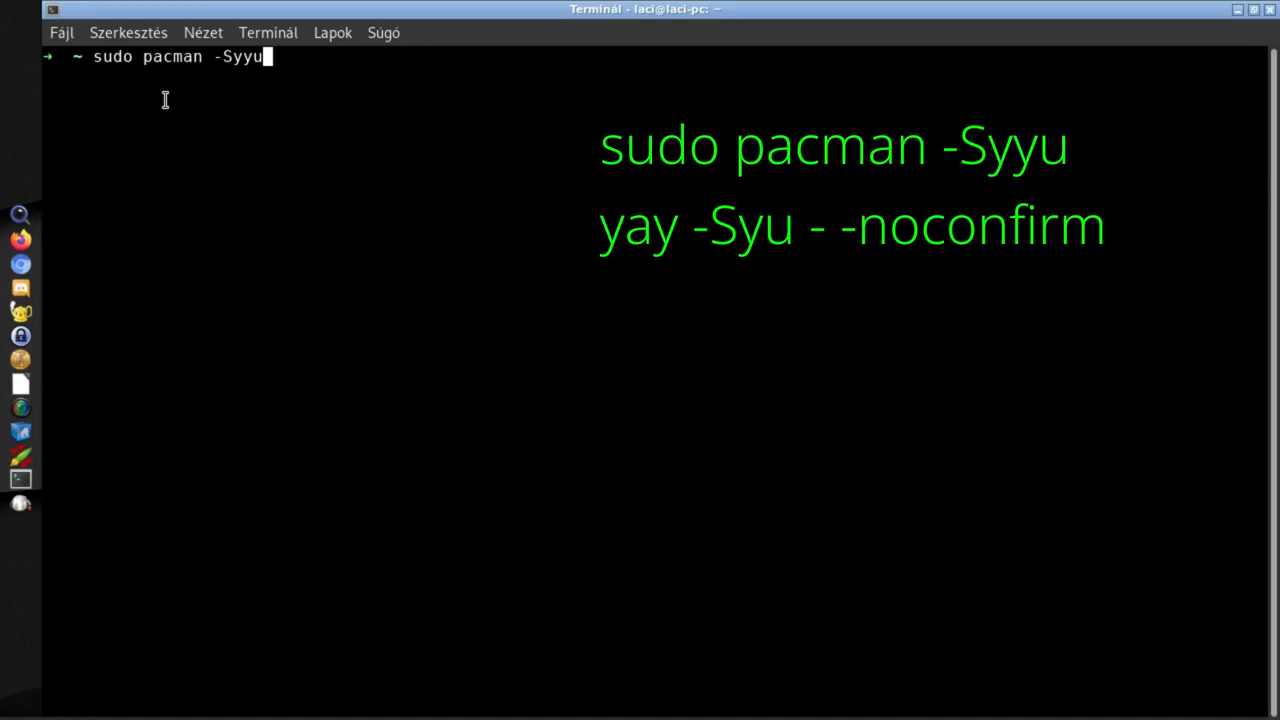 Terminál - laci@laci-pc: ~
Fájl Szerkesztés Nézet Terminál Lapok Súgó
➜ ~ sudo pacman -Syyu
sudo pacman -Syyu
yay -Syu - -noconfirm